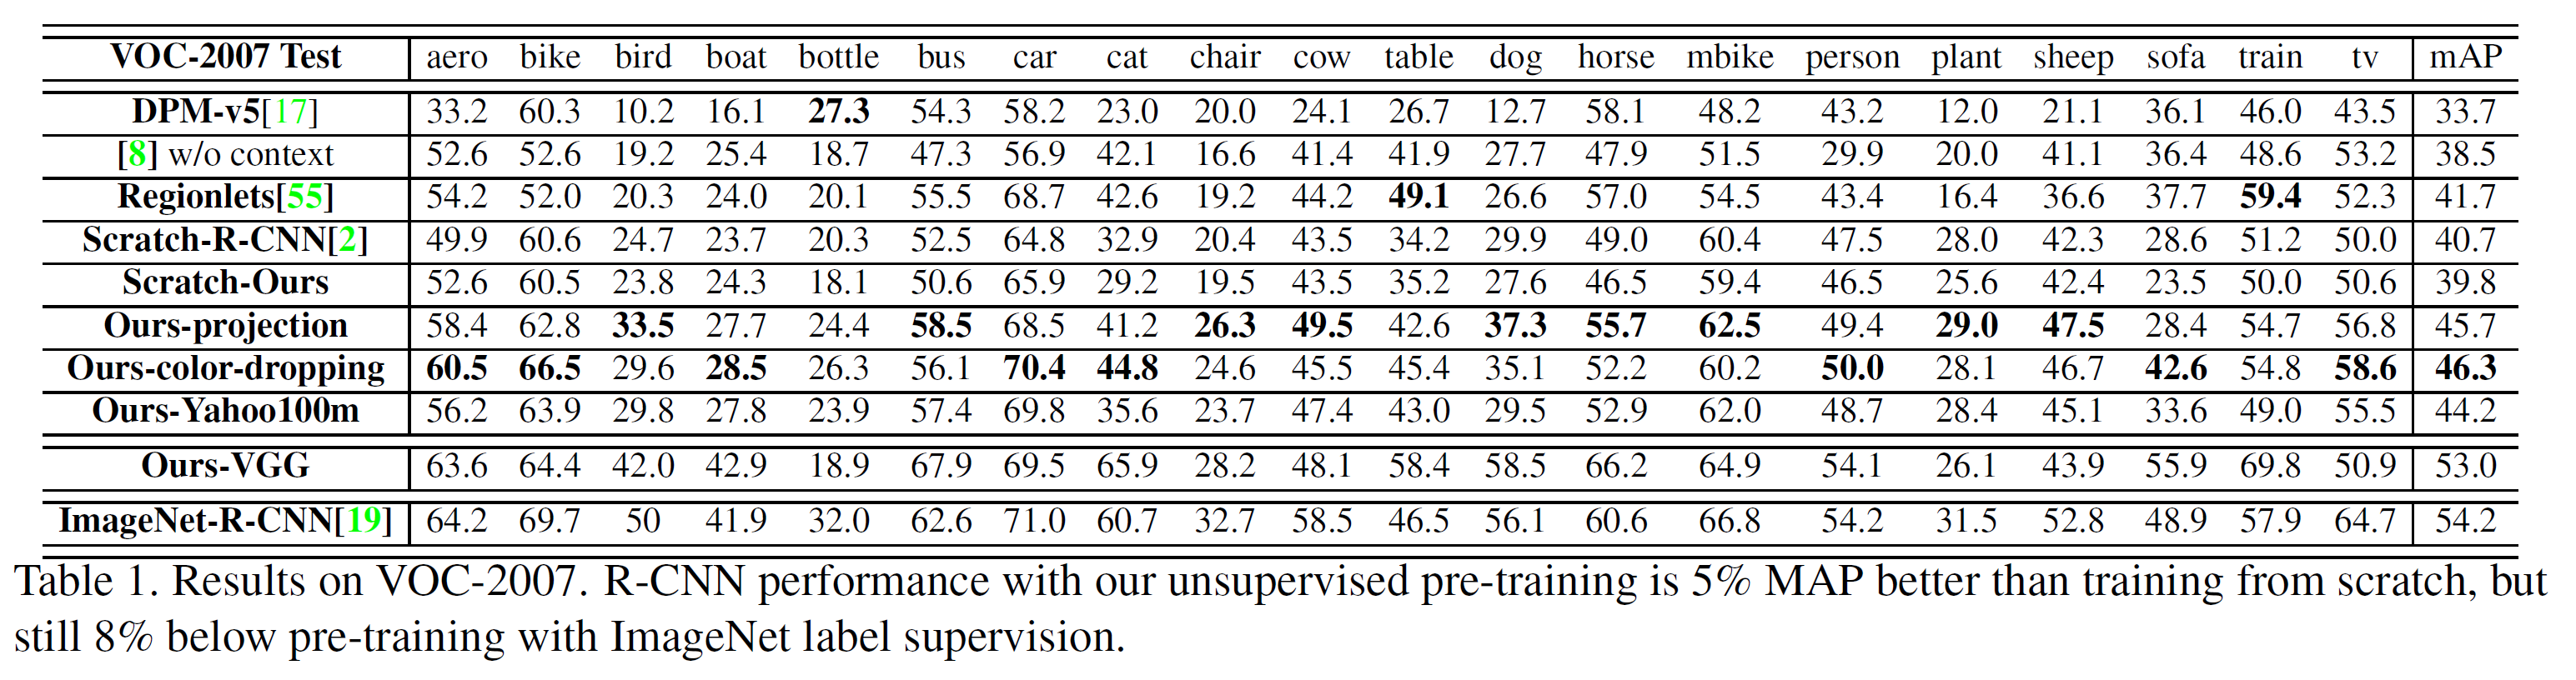 VOC-2007 Test aero bike bird boat bottle bus car cat chair cow table dog horse mbike person plant sheep sofa train tv mAP
DPM-v5[17] 33.2 60.3 10.2 16.1 27.3 54.3 58.2 23.0 20.0 24.1 26.7 12.7 58.1 48.2 43.2 12.0 21.1 36.1 46.0 43.5 33.7
[8] w/o context 52.6 52.6 19.2 25.4 18.7 47.3 56.9 42.1 16.6 41.4 41.9 27.7 47.9 51.5 29.9 20.0 41.1 36.4 48.6 53.2 38.5
Regionlets[55] 54.2 52.0 20.3 24.0 20.1 55.5 68.7 42.6 19.2 44.2 49.1 26.6 57.0 54.5 43.4 16.4 36.6 37.7 59.4 52.3 41.7
Scratch-R-CNN[2] 49.9 60.6 24.7 23.7 20.3 52.5 64.8 32.9 20.4 43.5 34.2 29.9 49.0 60.4 47.5 28.0 42.3 28.6 51.2 50.0 40.7
Scratch-Ours 52.6 60.5 23.8 24.3 18.1 50.6 65.9 29.2 19.5 43.5 35.2 27.6 46.5 59.4 46.5 25.6 42.4 23.5 50.0 50.6 39.8
Ours-projection 58.4 62.8 33.5 27.7 24.4 58.5 68.5 41.2 26.3 49.5 42.6 37.3 55.7 62.5 49.4 29.0 47.5 28.4 54.7 56.8 45.7
Ours-color-dropping 60.5 66.5 29.6 28.5 26.3 56.1 70.4 44.8 24.6 45.5 45.4 35.1 52.2 60.2 50.0 28.1 46.7 42.6 54.8 58.6 46.3
Ours-Yahoo100m 56.2 63.9 29.8 27.8 23.9 57.4 69.8 35.6 23.7 47.4 43.0 29.5 52.9 62.0 48.7 28.4 45.1 33.6 49.0 55.5 44.2
Ours-VGG 63.6 64.4 42.0 42.9 18.9 67.9 69.5 65.9 28.2 48.1 58.4 58.5 66.2 64.9 54.1 26.1 43.9 55.9 69.8 50.9 53.0
ImageNet-R-CNN[19] 64.2 69.7 50 41.9 32.0 62.6 71.0 60.7 32.7 58.5 46.5 56.1 60.6 66.8 54.2 31.5 52.8 48.9 57.9 64.7 54.2
Table 1. Results on VOC-2007. R-CNN performance with our unsupervised pre-training is 5% MAP better than training from scratch, but
still 8% below pre-training with ImageNet label supervision.